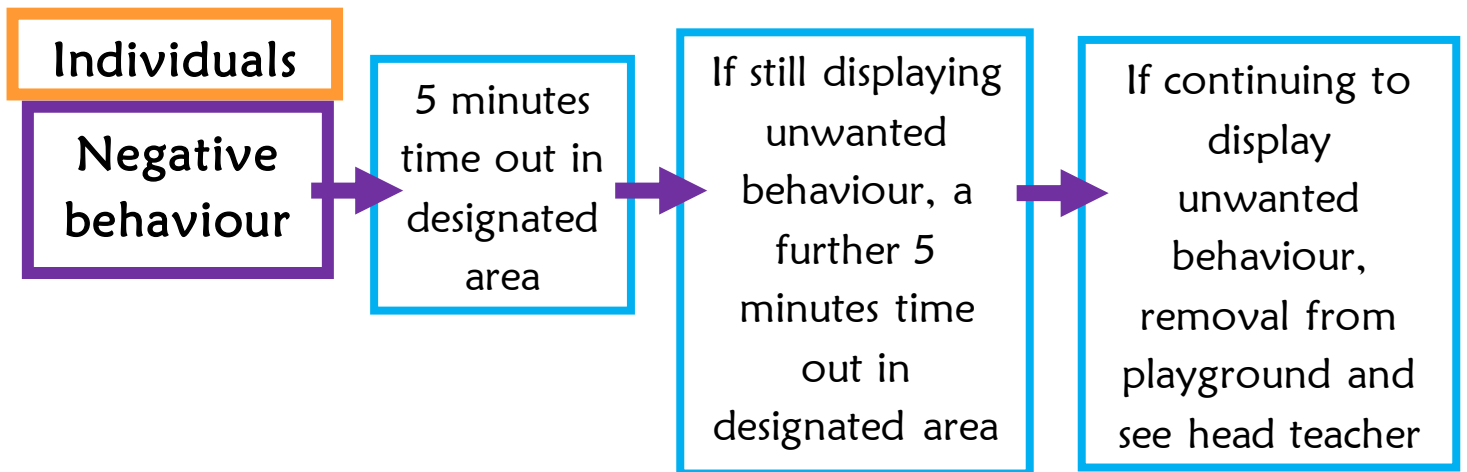 Individuals
Negative
behaviour
5 minutes
time out in
designated
area
If still displaying
unwanted
behaviour, a
further 5
minutes time
out in
designated area
If continuing to
display
unwanted
behaviour,
removal from
playground and
see head teacher